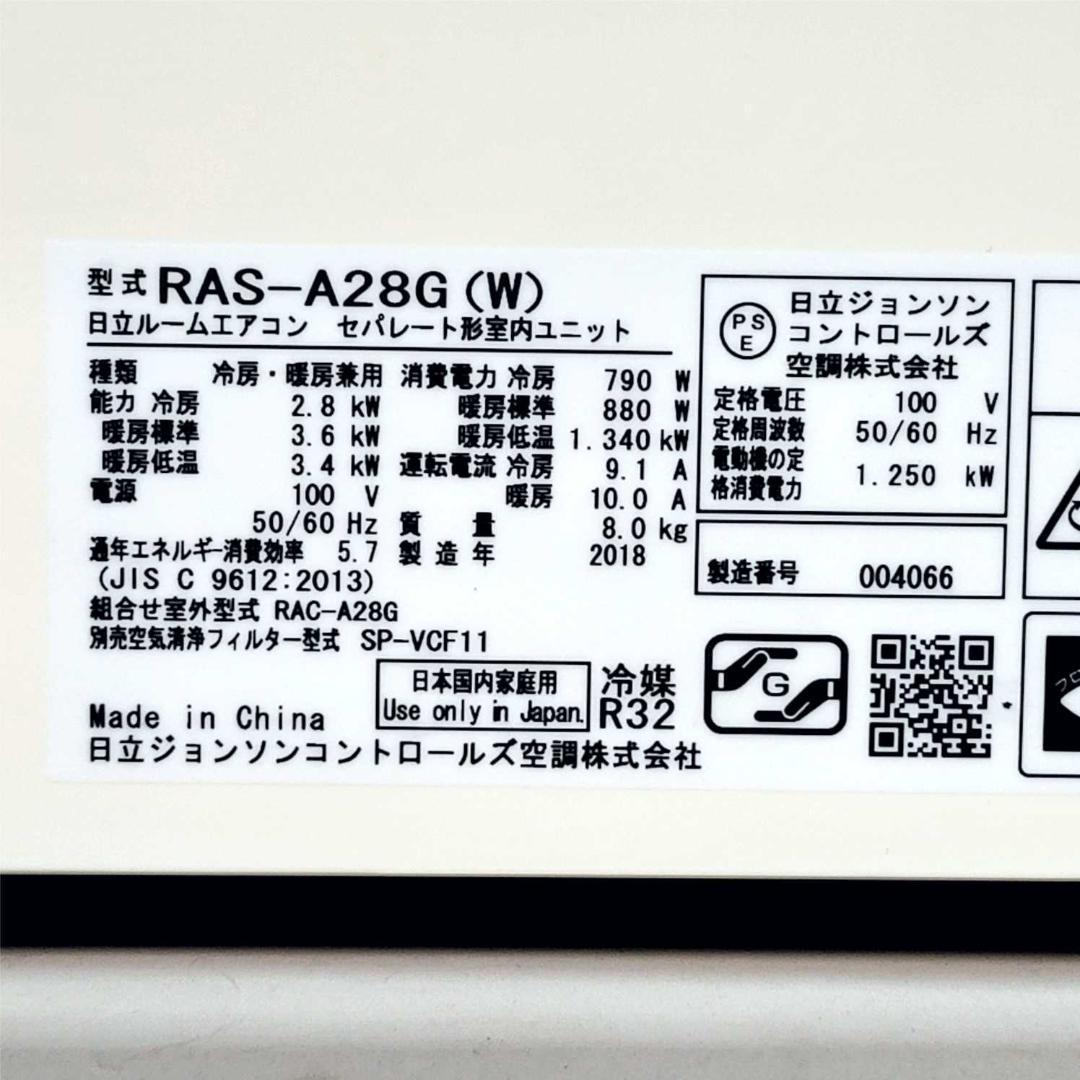 型式 RAS-A28G(W)
日立ルームエアコン セパレート形室内ユニット
種類 冷房・暖房兼用
能力 冷房 2.8 kW
暖房標準 3.6 kW
暖房低温 3.4 kW
電源 100 V
50/60 Hz
通年エネルギー消費効率 5.7
(JIS C 9612:2013)
消費電力 冷房 790 W
暖房標準 880 W
暖房低温 1.340 kW
運転電流 冷房 9.1 A
暖房 10.0 A
質量 8.0 kg
製造年 2018
組合せ室外型式 RAC-A28G
別売空気清浄フィルター型式 SP-VCF11
日本国内家庭用
Use only in Japan.
冷媒
R32
Made in China
日立ジョンソンコントロールズ空調株式会社
PS
E
日立ジョンソン
コントロールズ
空調株式会社
定格電圧 100 V
定格周波数 50/60 Hz
電動機の定
格消費電力 1.250 kW
製造番号 004066
G
フロ